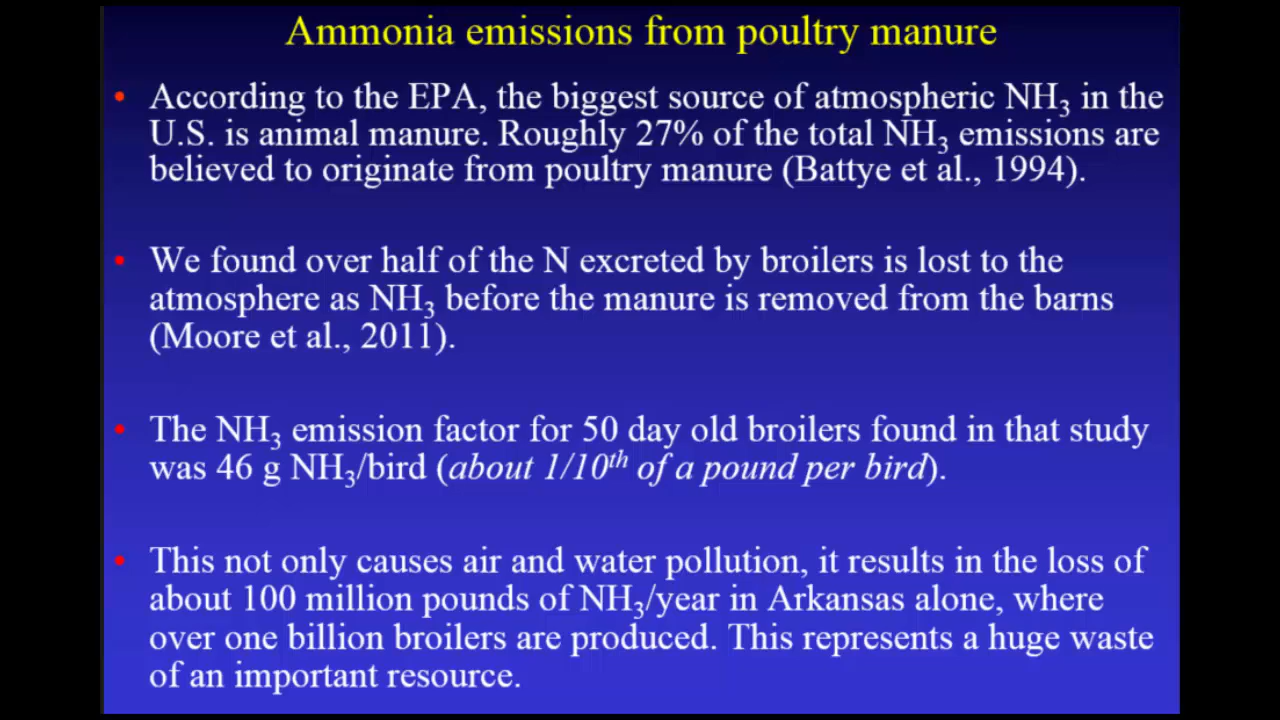 Ammonia emissions from poultry manure
• According to the EPA, the biggest source of atmospheric NH₃ in the
U.S. is animal manure. Roughly 27% of the total NH₃ emissions are
believed to originate from poultry manure (Battye et al., 1994).
• We found over half of the N excreted by broilers is lost to the
atmosphere as NH₃ before the manure is removed from the barns
(Moore et al., 2011).
• The NH₃ emission factor for 50 day old broilers found in that study
was 46 g NH₃/bird (about 1/10ᵗʰ of a pound per bird).
• This not only causes air and water pollution, it results in the loss of
about 100 million pounds of NH₃/year in Arkansas alone, where
over one billion broilers are produced. This represents a huge waste
of an important resource.